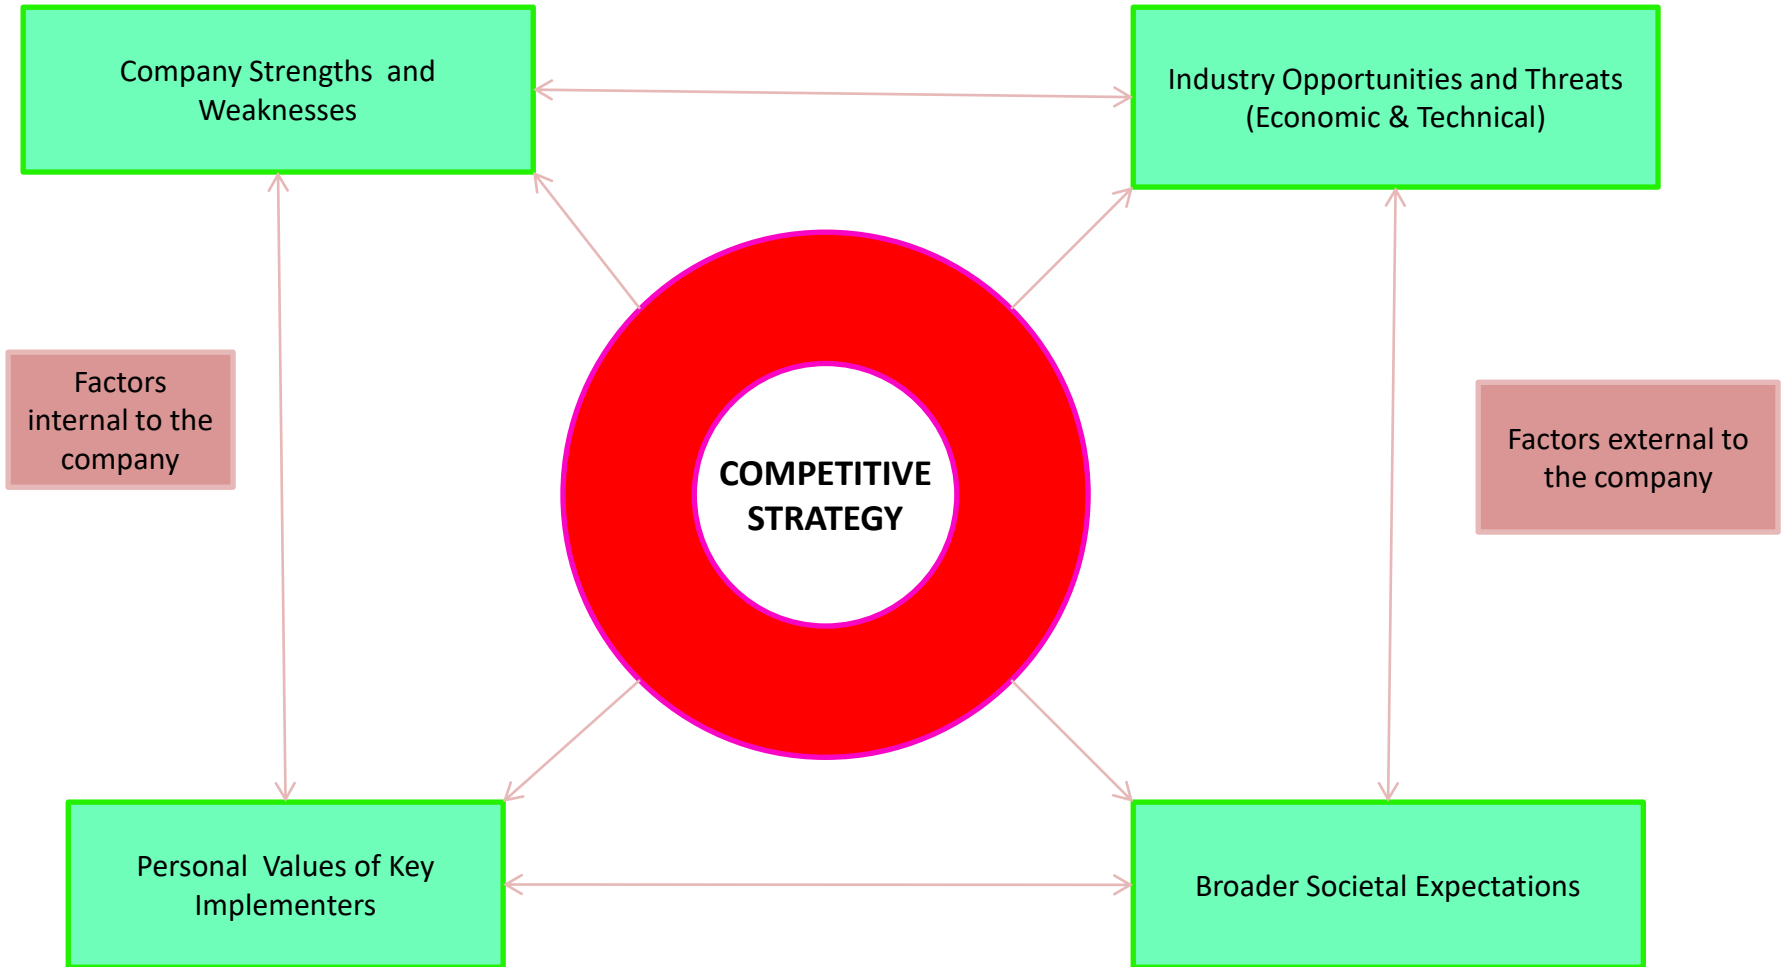 Company Strengths and
Weaknesses
Industry Opportunities and Threats
(Economic & Technical)
Factors
internal to the
company
COMPETITIVE
STRATEGY
Factors external to
the company
Personal Values of Key
Implementers
Broader Societal Expectations